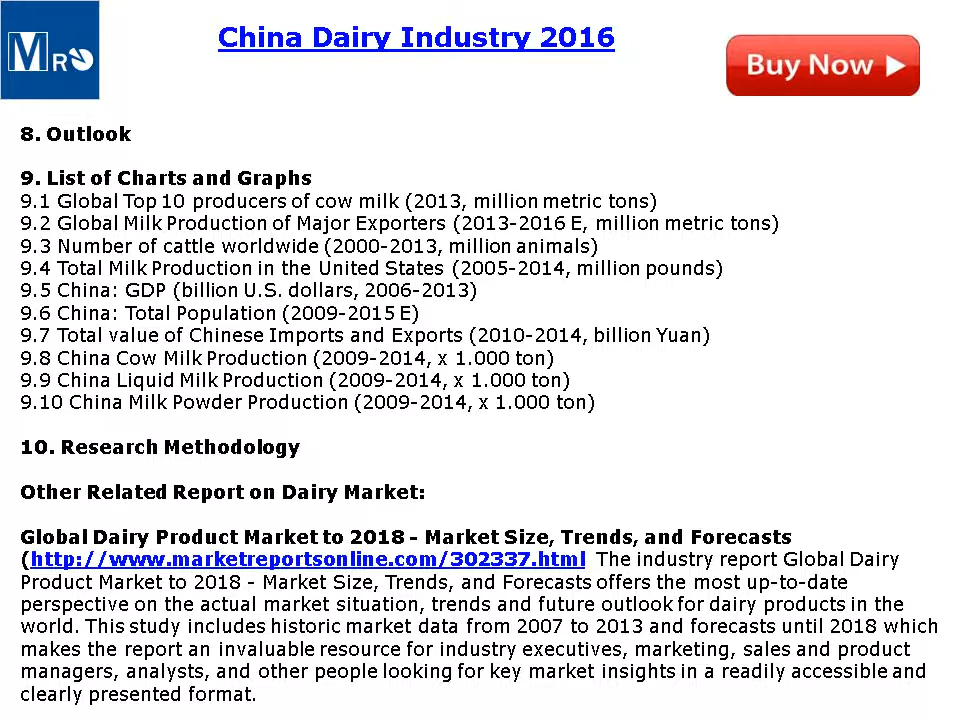 MRO
China Dairy Industry 2016
Buy Now
8. Outlook
9. List of Charts and Graphs
9.1 Global Top 10 producers of cow milk (2013, million metric tons)
9.2 Global Milk Production of Major Exporters (2013-2016 E, million metric tons)
9.3 Number of cattle worldwide (2000-2013, million animals)
9.4 Total Milk Production in the United States (2005-2014, million pounds)
9.5 China: GDP (billion U.S. dollars, 2006-2013)
9.6 China: Total Population (2009-2015 E)
9.7 Total value of Chinese Imports and Exports (2010-2014, billion Yuan)
9.8 China Cow Milk Production (2009-2014, x 1.000 ton)
9.9 China Liquid Milk Production (2009-2014, x 1.000 ton)
9.10 China Milk Powder Production (2009-2014, x 1.000 ton)
10. Research Methodology
Other Related Report on Dairy Market:
Global Dairy Product Market to 2018 - Market Size, Trends, and Forecasts
(http://www.marketreportsonline.com/302337.html The industry report Global Dairy
Product Market to 2018 - Market Size, Trends, and Forecasts offers the most up-to-date
perspective on the actual market situation, trends and future outlook for dairy products in the
world. This study includes historic market data from 2007 to 2013 and forecasts until 2018 which
makes the report an invaluable resource for industry executives, marketing, sales and product
managers, analysts, and other people looking for key market insights in a readily accessible and
clearly presented format.